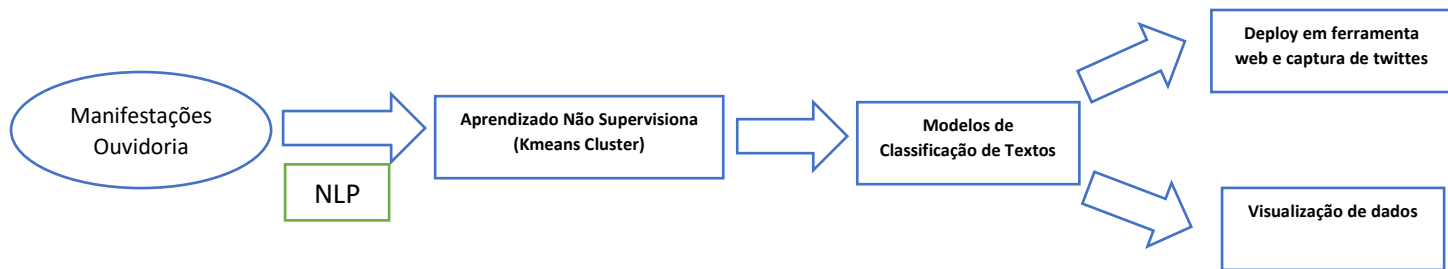 Manifestações
Ouvidoria
NLP
Aprendizado Não Supervisiona
(Kmeans Cluster)
Modelos de
Classificação de Textos
Deploy em ferramenta
web e captura de twittes
Visualização de dados